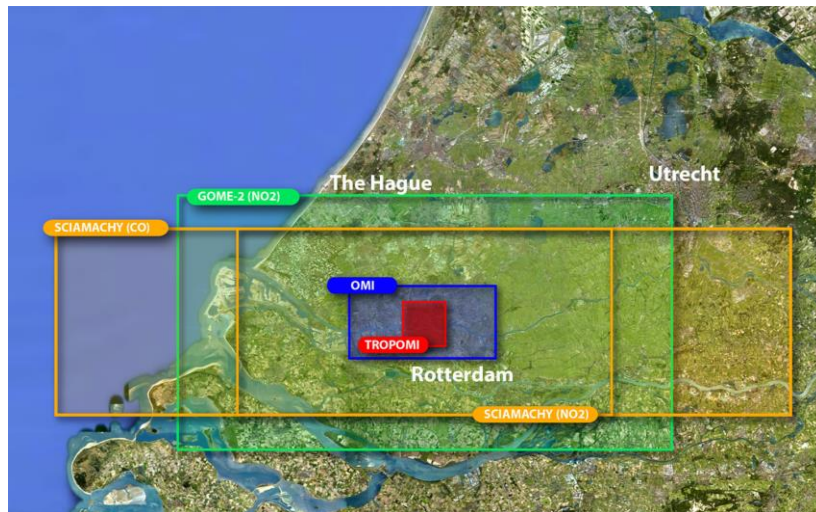 The Hague
Utrecht
GOME-2 (NO2)
SCIAMACHY (CO)
OMI
TROPOMI
Rotterdam
SCIAMACHY (NO2)